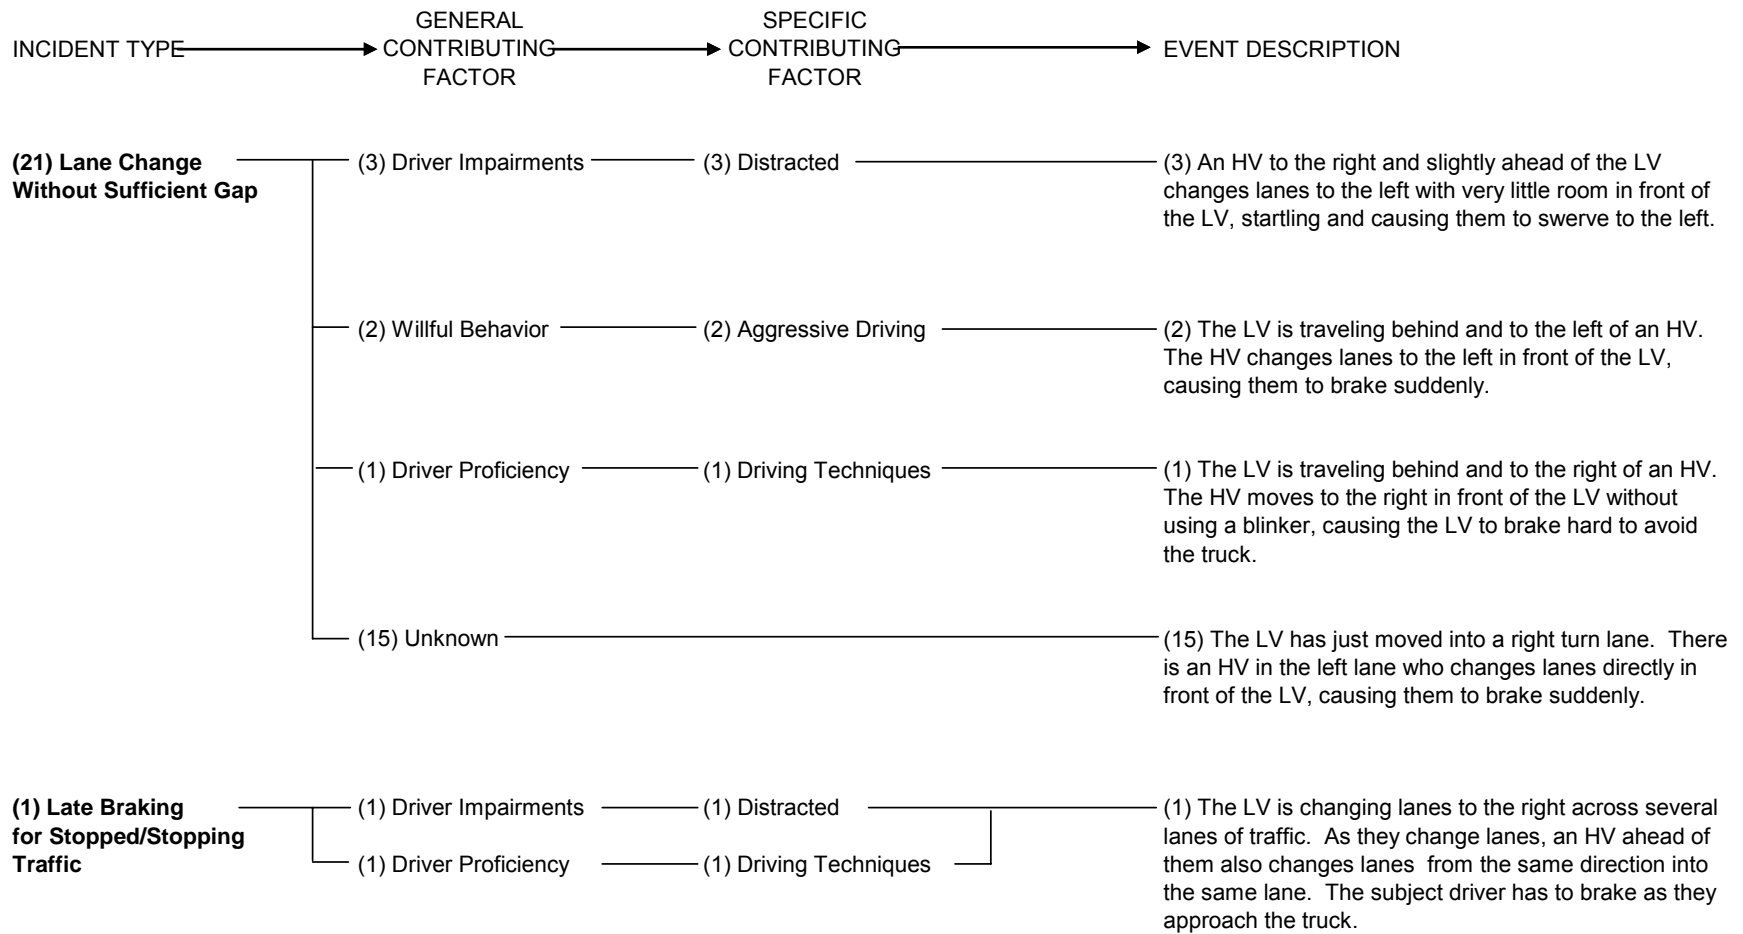 INCIDENT TYPE
GENERAL
CONTRIBUTING
FACTOR
SPECIFIC
CONTRIBUTING
FACTOR
EVENT DESCRIPTION
(21) Lane Change
Without Sufficient Gap
(3) Driver Impairments
(3) Distracted
(3) An HV to the right and slightly ahead of the LV
changes lanes to the left with very little room in front of
the LV, startling and causing them to swerve to the left.
(2) Willful Behavior
(2) Aggressive Driving
(2) The LV is traveling behind and to the left of an HV.
The HV changes lanes to the left in front of the LV,
causing them to brake suddenly.
(1) Driver Proficiency
(1) Driving Techniques
(1) The LV is traveling behind and to the right of an HV.
The HV moves to the right in front of the LV without
using a blinker, causing the LV to brake hard to avoid
the truck.
(15) Unknown
(15) The LV has just moved into a right turn lane. There
is an HV in the left lane who changes lanes directly in
front of the LV, causing them to brake suddenly.
(1) Late Braking
for Stopped/Stopping
Traffic
(1) Driver Impairments
(1) Distracted
(1) Driver Proficiency
(1) Driving Techniques
(1) The LV is changing lanes to the right across several
lanes of traffic. As they change lanes, an HV ahead of
them also changes lanes from the same direction into
the same lane. The subject driver has to brake as they
approach the truck.